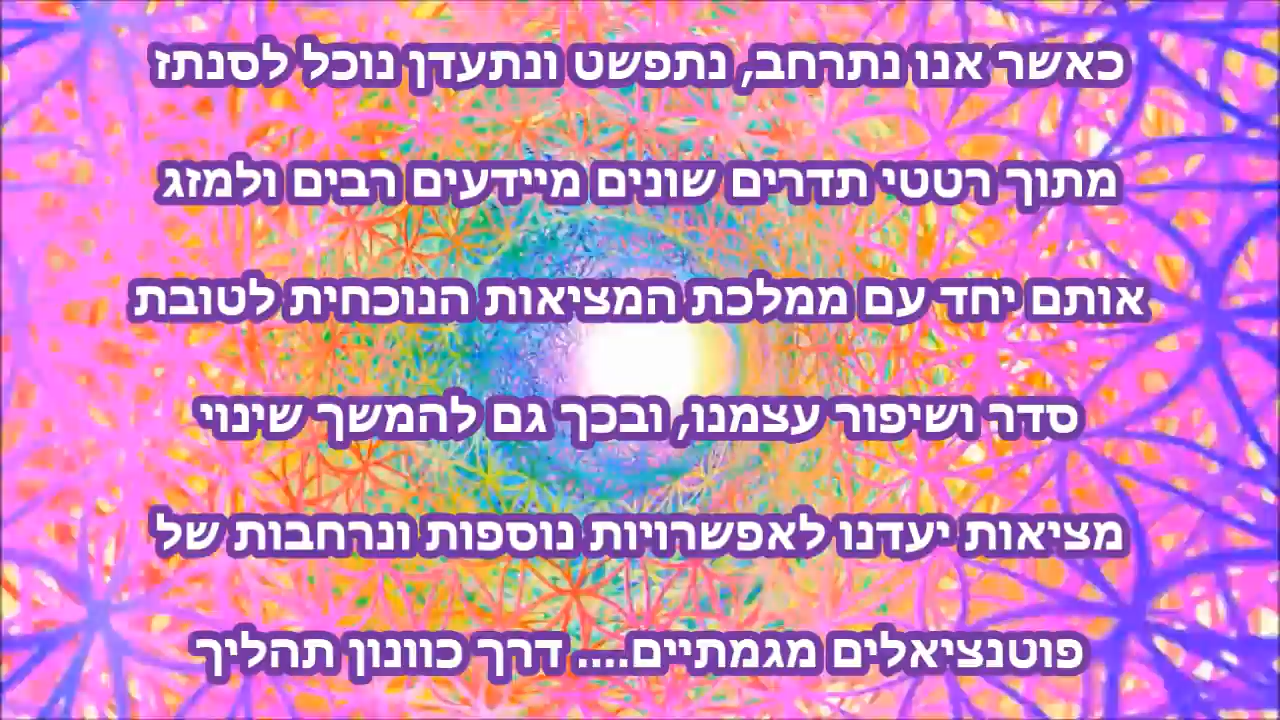 כאשר אנו נתרחב, נתפשט ונתעדן נוכל לסנתז
מתוך רטטי תדרים שונים מיידעים רבים ולמזג
אותם יחד עם ממלכת המציאות הנוכחית לטובת
סדר ושיפור עצמנו, ובכך גם להמשך שינוי
מציאות יעדנו לאפשרויות נוספות ונרחבות של
פוטנציאלים מגמתיים.... דרך כוונון תהליך